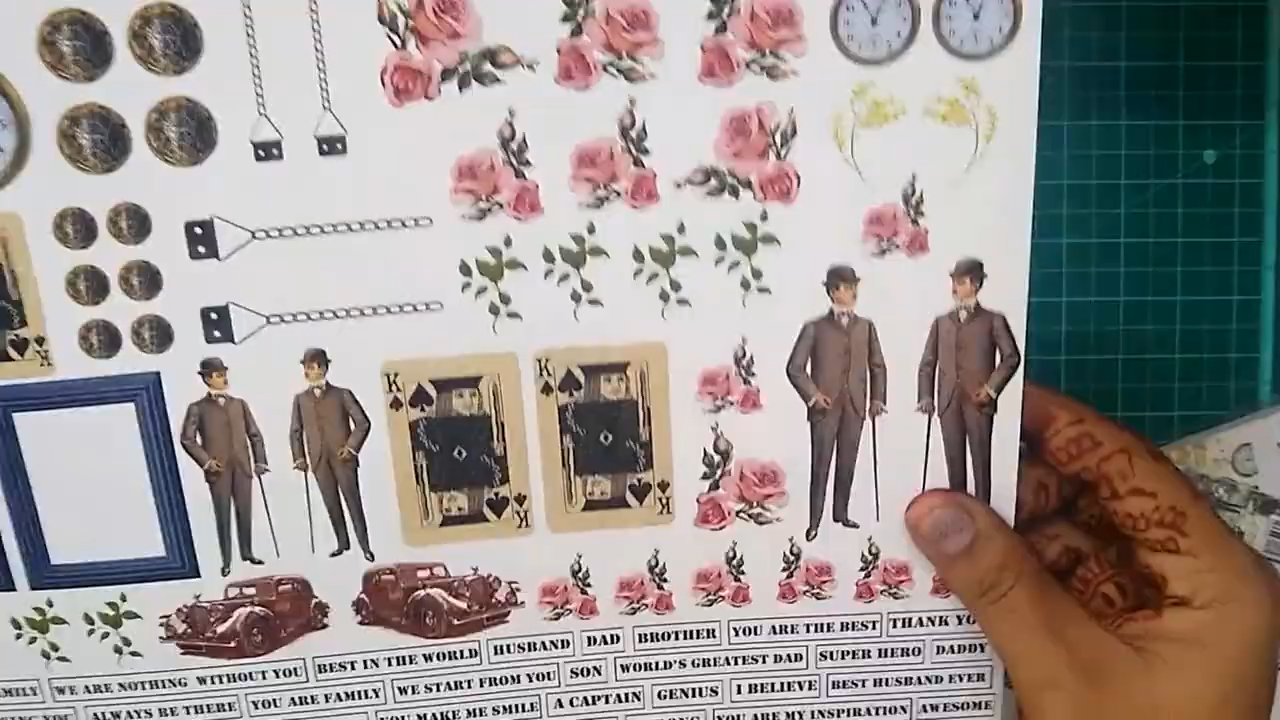 K K
K K
HUSBAND DAD BROTHER YOU ARE THE BEST THANK YO
MILY WE ARE NOTHING WITHOUT YOU BEST IN THE WORLD SON WORLD'S GREATEST DAD SUPER HERO DADDY
ALWAYS BE THERE YOU ARE FAMILY WE START FROM YOU A CAPTAIN GENIUS I BELIEVE BEST HUSBAND EVER
YOU MAKE ME SMILE YOU ARE MY INSPIRATION AWESOME